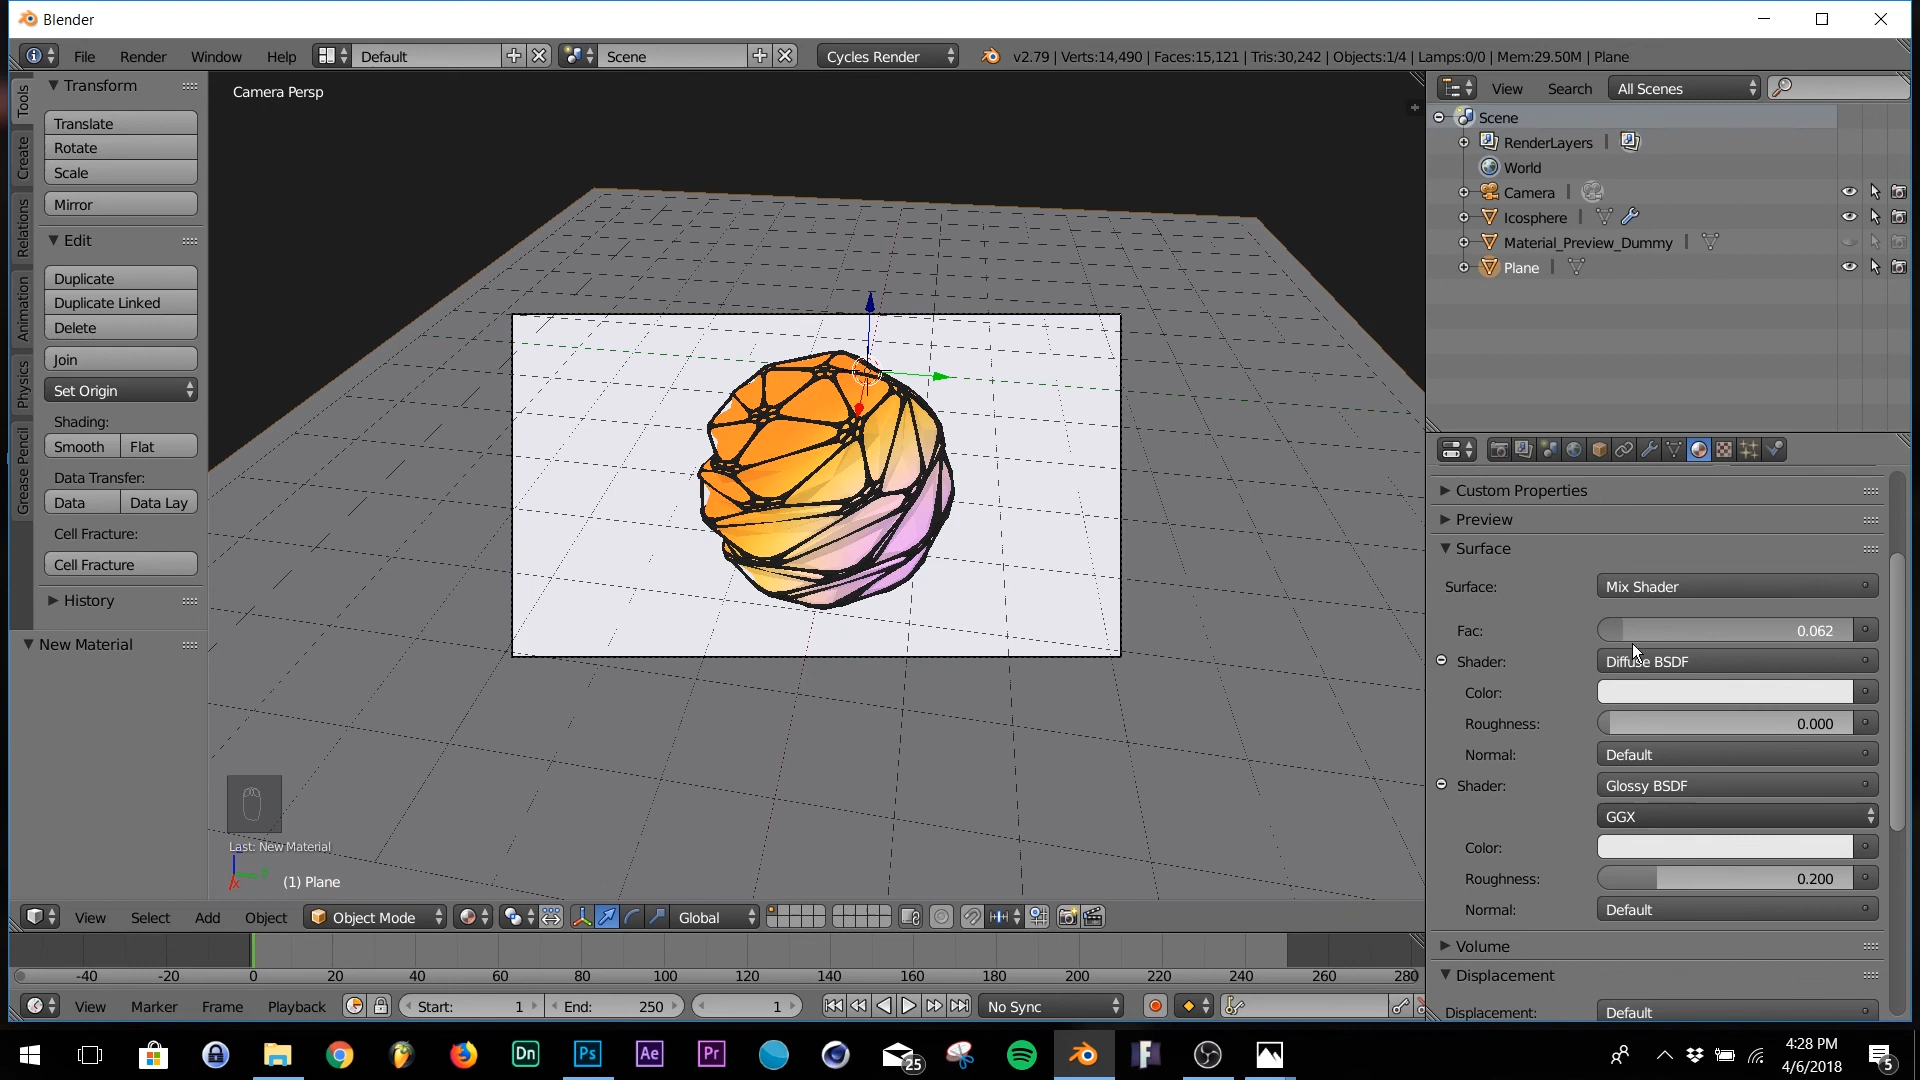 Blender
File Render Window Help Default Scene Cycles Render v2.79 | Verts:14,490 | Faces:15,121 | Tris:30,242 | Objects:1/4 | Lamps:0/0 | Mem:29.50M | Plane
Tools
Create
Relations
Animation
Physics
Grease Pencil
Transform
Translate
Rotate
Scale
Mirror
Edit
Duplicate
Duplicate Linked
Delete
Join
Set Origin
Shading:
Smooth Flat
Data Transfer:
Data Data Lay
Cell Fracture:
Cell Fracture
History
New Material
Camera Persp
Last: New Material
(1) Plane
View Select Add Object Object Mode Global
-40 -20 0 20 40 60 80 100 120 140 160 180 200 220 240 260 280
View Marker Frame Playback Start: 1 End: 250 1 No Sync
View Search All Scenes
Scene
RenderLayers |
World
Camera |
Icosphere |
Material_Preview_Dummy |
Plane |
Custom Properties
Preview
Surface
Surface: Mix Shader
Fac: 0.062
Shader: Diffuse BSDF
Color:
Roughness: 0.000
Normal: Default
Shader: Glossy BSDF
GGX
Color:
Roughness: 0.200
Normal: Default
Volume
Displacement
Displacement: Default
Dn Ps Ae Pr 25
4:28 PM
4/6/2018
5